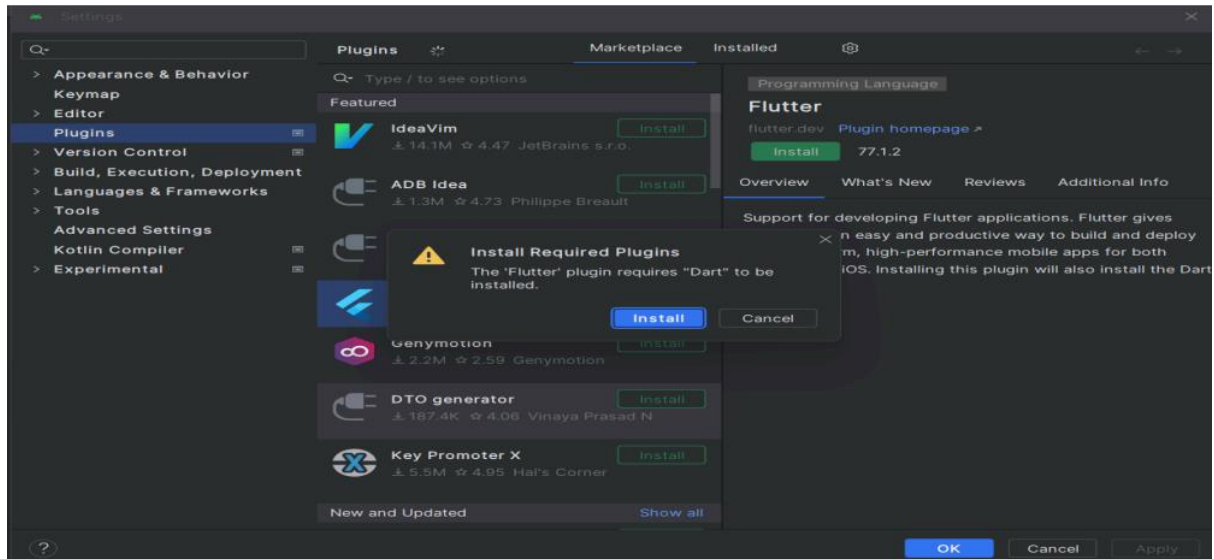 Settings
Plugins
Marketplace
Installed
Appearance & Behavior
Keymap
Editor
Plugins
Version Control
Build, Execution, Deployment
Languages & Frameworks
Tools
Advanced Settings
Kotlin Compiler
Experimental
Type / to see options
Featured
IdeaVim
Install
14.1M 4.47 JetBrains s.r.o.
ADB Idea
Install
1.3M 4.73 Philippe Breault
Genymotion
Install
2.2M 2.59 Genymotion
DTO generator
Install
187.4K 4.06 Vinaya Prasad N
Key Promoter X
Install
5.5M 4.95 Hal's Corner
New and Updated
Show all
Install Required Plugins
The 'Flutter' plugin requires "Dart" to be
installed.
Install
Cancel
Programming Language
Flutter
flutter.dev Plugin homepage
Install
77.1.2
Overview
What's New
Reviews
Additional Info
Support for developing Flutter applications. Flutter gives
n easy and productive way to build and deploy
m, high-performance mobile apps for both
iOS. Installing this plugin will also install the Dart
?
OK
Cancel
Apply